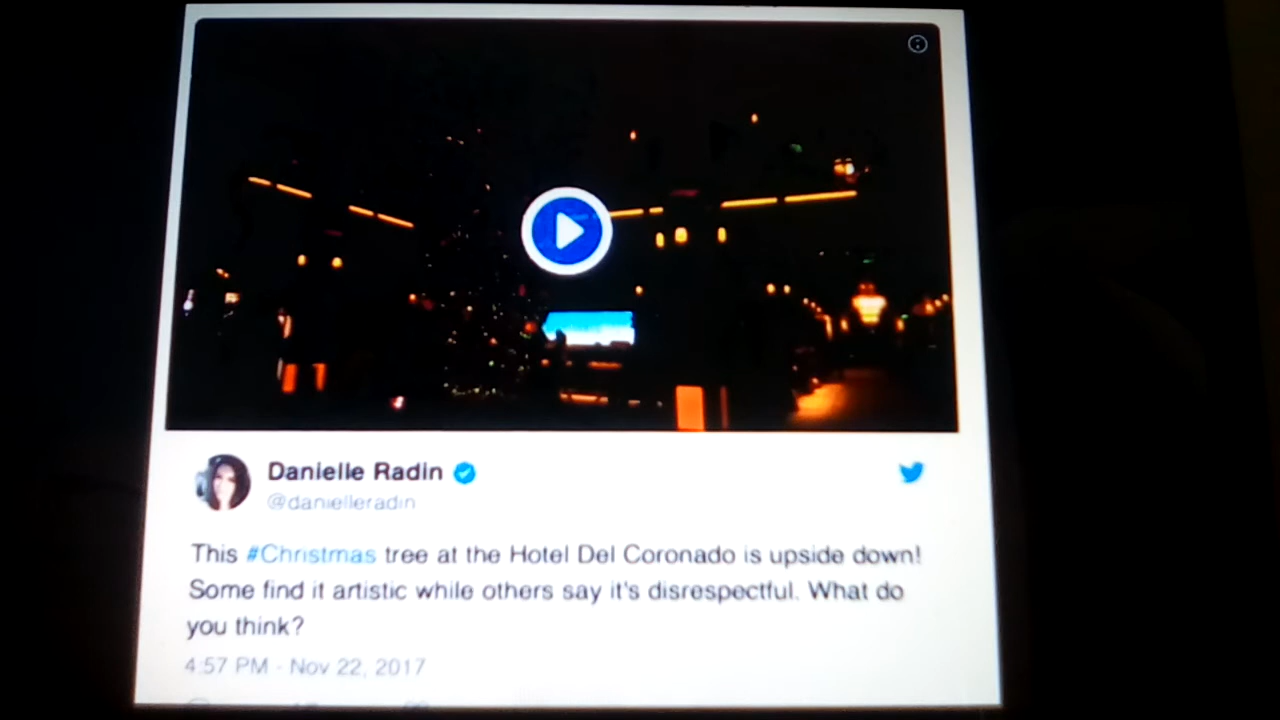 Danielle Radin
@danielleradin
This #Christmas tree at the Hotel Del Coronado is upside down!
Some find it artistic while others say it's disrespectful. What do
you think?
4:57 PM - Nov 22, 2017